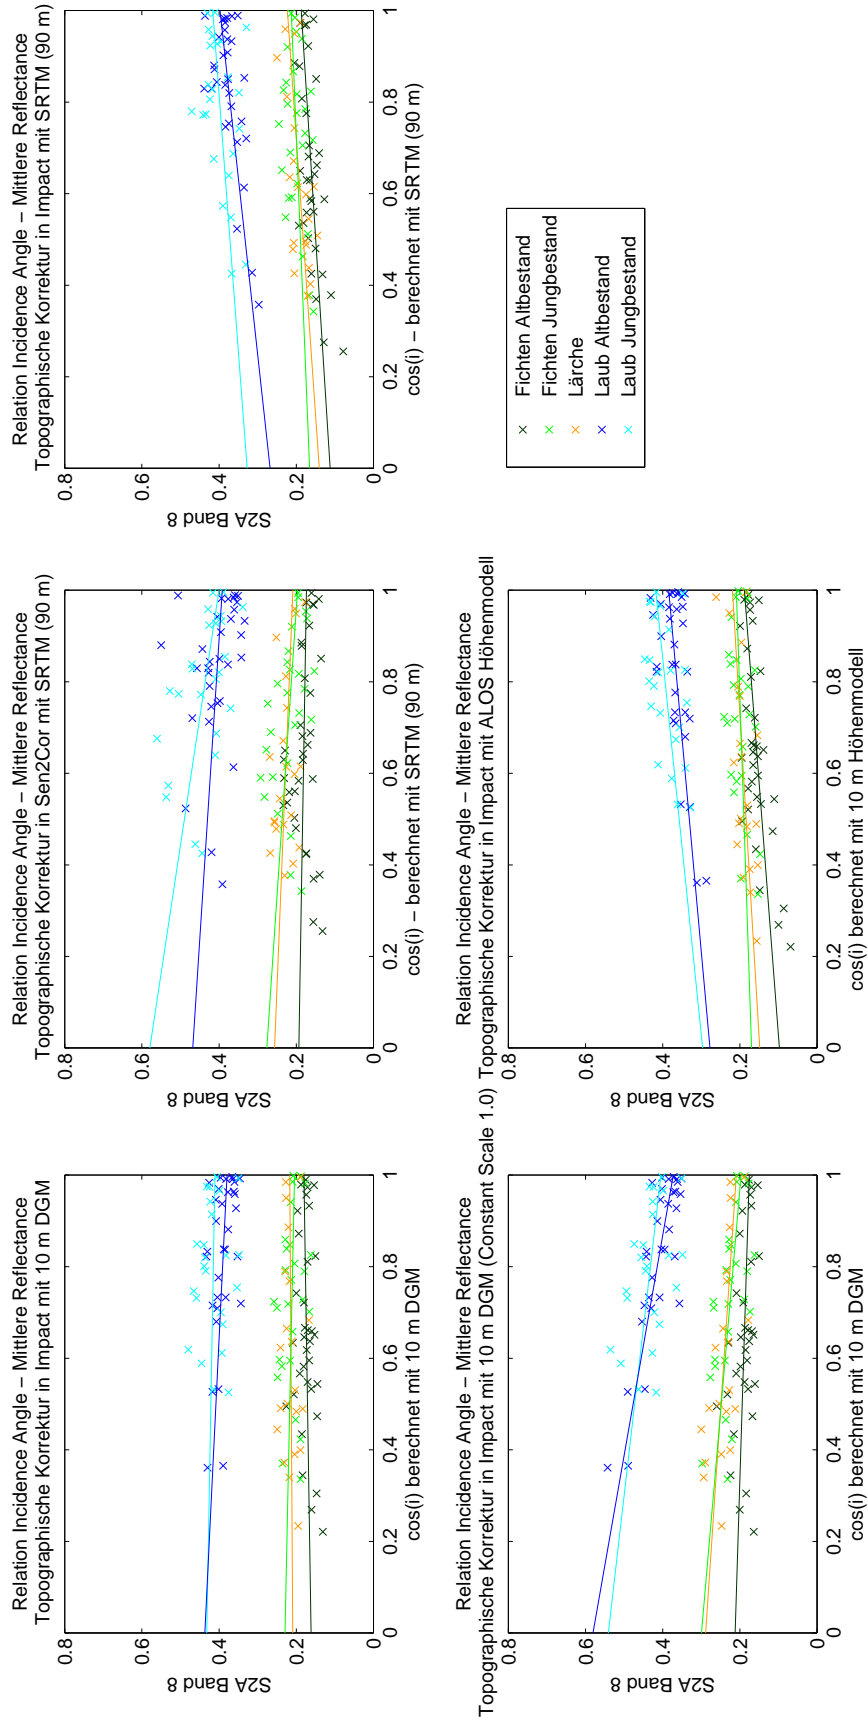 Relation Incidence Angle – Mittlere Reflectance
Topographische Korrektur in Impact mit 10 m DGM
0.8
0.6
0.4
0.2
0
S2A Band 8
0
0.2
0.4
0.6
0.8
1
cos(i) berechnet mit 10 m DGM
Relation Incidence Angle – Mittlere Reflectance
Topographische Korrektur in Sen2Cor mit SRTM (90 m)
0.8
0.6
0.4
0.2
0
S2A Band 8
0
0.2
0.4
0.6
0.8
1
cos(i) – berechnet mit SRTM (90 m)
Relation Incidence Angle – Mittlere Reflectance
Topographische Korrektur in Impact mit SRTM (90 m)
0.8
0.6
0.4
0.2
0
S2A Band 8
0
0.2
0.4
0.6
0.8
1
cos(i) – berechnet mit SRTM (90 m)
Relation Incidence Angle – Mittlere Reflectance
Topographische Korrektur in Impact mit 10 m DGM (Constant Scale 1.0)
0.8
0.6
0.4
0.2
0
S2A Band 8
0
0.2
0.4
0.6
0.8
1
cos(i) berechnet mit 10 m DGM
Relation Incidence Angle – Mittlere Reflectance
Topographische Korrektur in Impact mit ALOS Höhenmodell
0.8
0.6
0.4
0.2
0
S2A Band 8
0
0.2
0.4
0.6
0.8
1
cos(i) berechnet mit 10 m Höhenmodell
Fichten Altbestand
Fichten Jungbestand
Lärche
Laub Altbestand
Laub Jungbestand